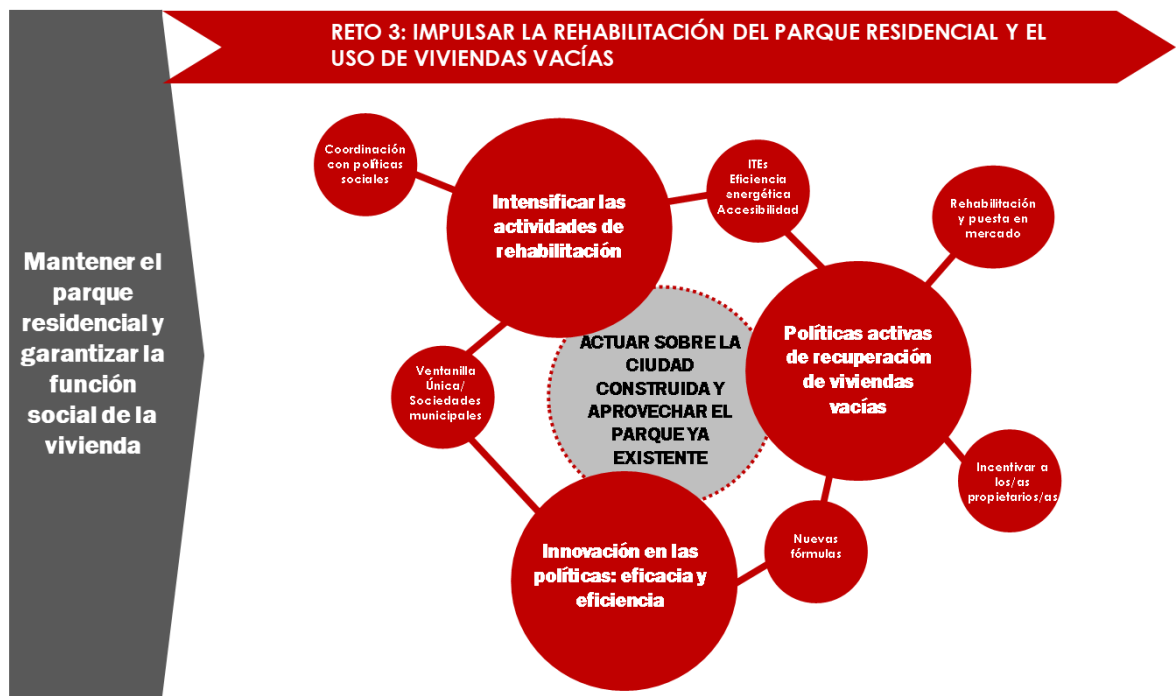 RETO 3: IMPULSAR LA REHABILITACIÓN DEL PARQUE RESIDENCIAL Y EL
USO DE VIVIENDAS VACÍAS
Mantener el
parque
residencial y
garantizar la
función
social de la
vivienda
Coordinación
con políticas
sociales
Intensificar las
actividades de
rehabilitación
ITEs
Eficiencia
energética
Accesibilidad
Rehabilitación
y puesta en
mercado
Políticas activas
de recuperación
de viviendas
vacías
ACTUAR SOBRE LA
CIUDAD
CONSTRUIDA Y
APROVECHAR EL
PARQUE YA
EXISTENTE
Ventanilla
Única/
Sociedades
municipales
Incentivar a
los/as
propietarios/as
Nuevas
fórmulas
Innovación en las
políticas: eficacia y
eficiencia